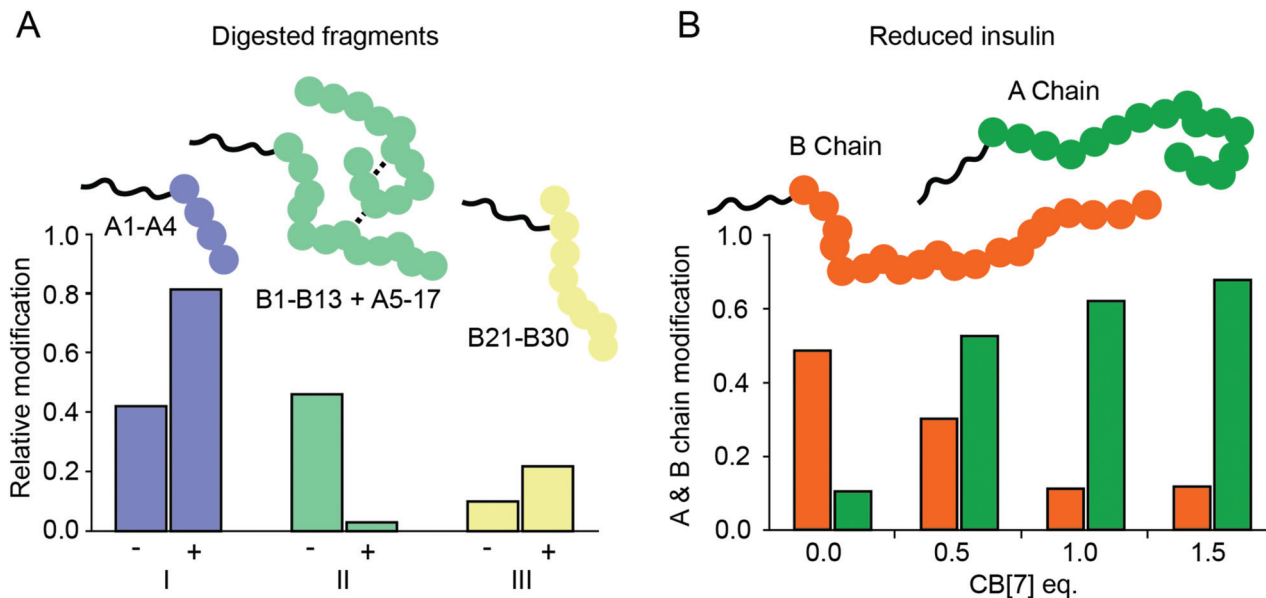 A
Digested fragments
A1-A4
B1-B13 + A5-17
B21-B30
Relative modification
1.0
0.8
0.6
0.4
0.2
0.0
- + - + - +
I II III
B
Reduced insulin
A Chain
B Chain
A & B chain modification
1.0
0.6
0.4
0.2
0.0
0.0 0.5 1.0 1.5
CB[7] eq.